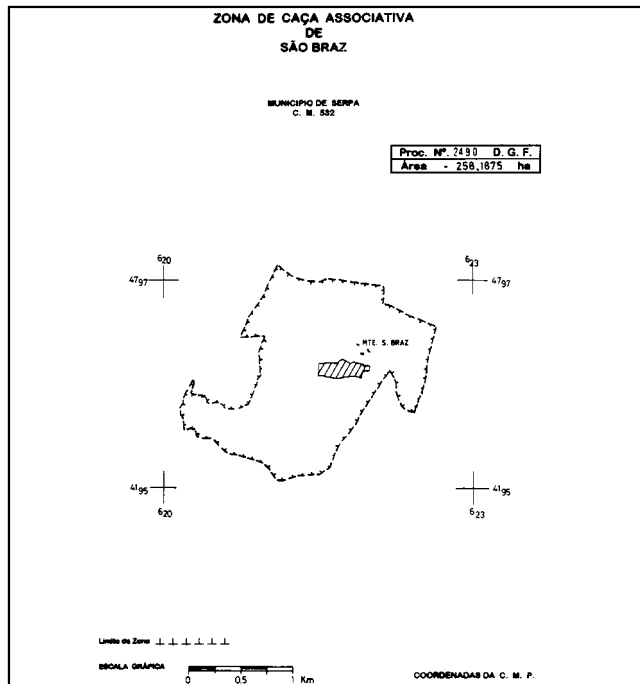 ZONA DE CAÇA ASSOCIATIVA
DE
SÃO BRAZ
MUNICIPIO DE SERPA
C. M. 532
Proc. Nº. 2490 D. G. F.
Área - 258,1875 ha
620 623
4797 4797
MTE. S. BRAZ
4195 4195
620 623
Limite da Zona
ESCALA GRÁFICA
0 0.5 1 Km
COORDENADAS DA C. M. P.